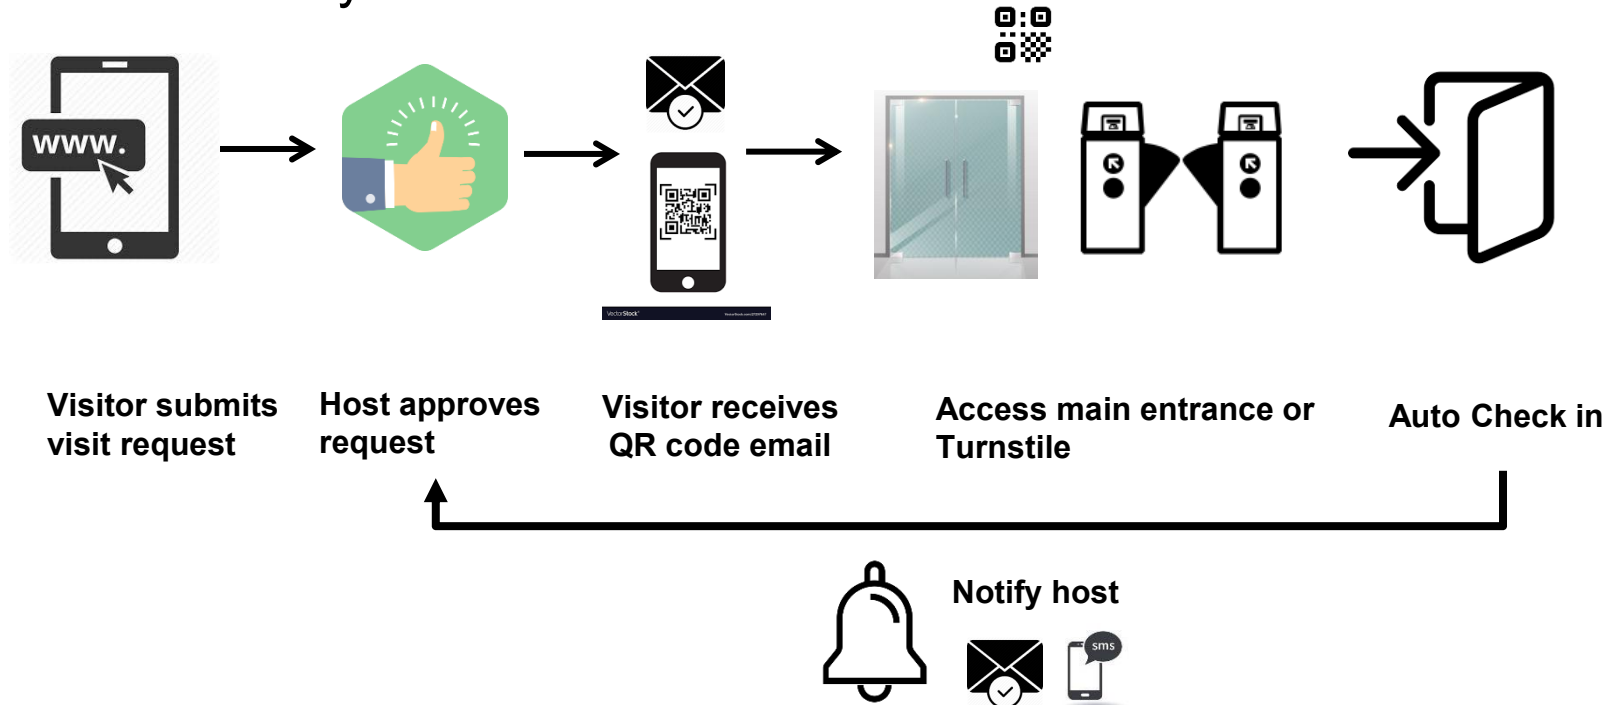 www.
VectorStock
sms
Visitor submits
visit request
Host approves
request
Visitor receives
QR code email
Access main entrance or
Turnstile
Auto Check in
Notify host